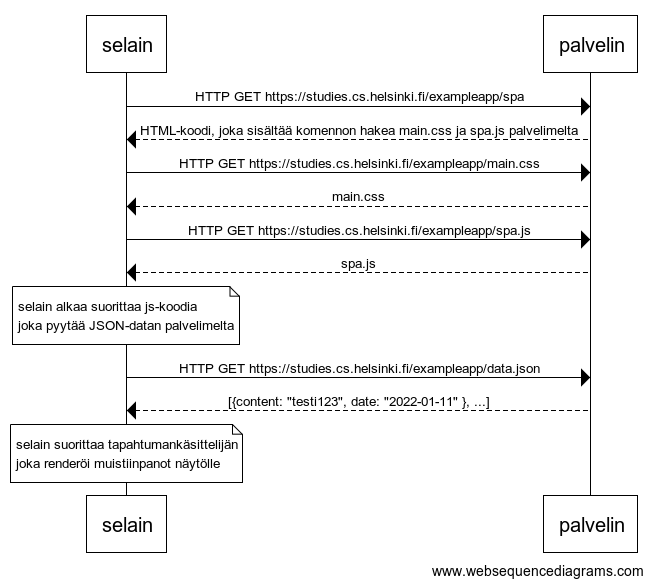 selain
palvelin
HTTP GET https://studies.cs.helsinki.fi/exampleapp/spa
HTML-koodi, joka sisältää komennon hakea main.css ja spa.js palvelimelta
HTTP GET https://studies.cs.helsinki.fi/exampleapp/main.css
main.css
HTTP GET https://studies.cs.helsinki.fi/exampleapp/spa.js
spa.js
selain alkaa suorittaa js-koodia
joka pyytää JSON-datan palvelimelta
HTTP GET https://studies.cs.helsinki.fi/exampleapp/data.json
[{content: "testi123", date: "2022-01-11" }, ...]
selain suorittaa tapahtumankäsittelijän
joka renderöi muistiinpanot näytölle
selain
palvelin
www.websequencediagrams.com